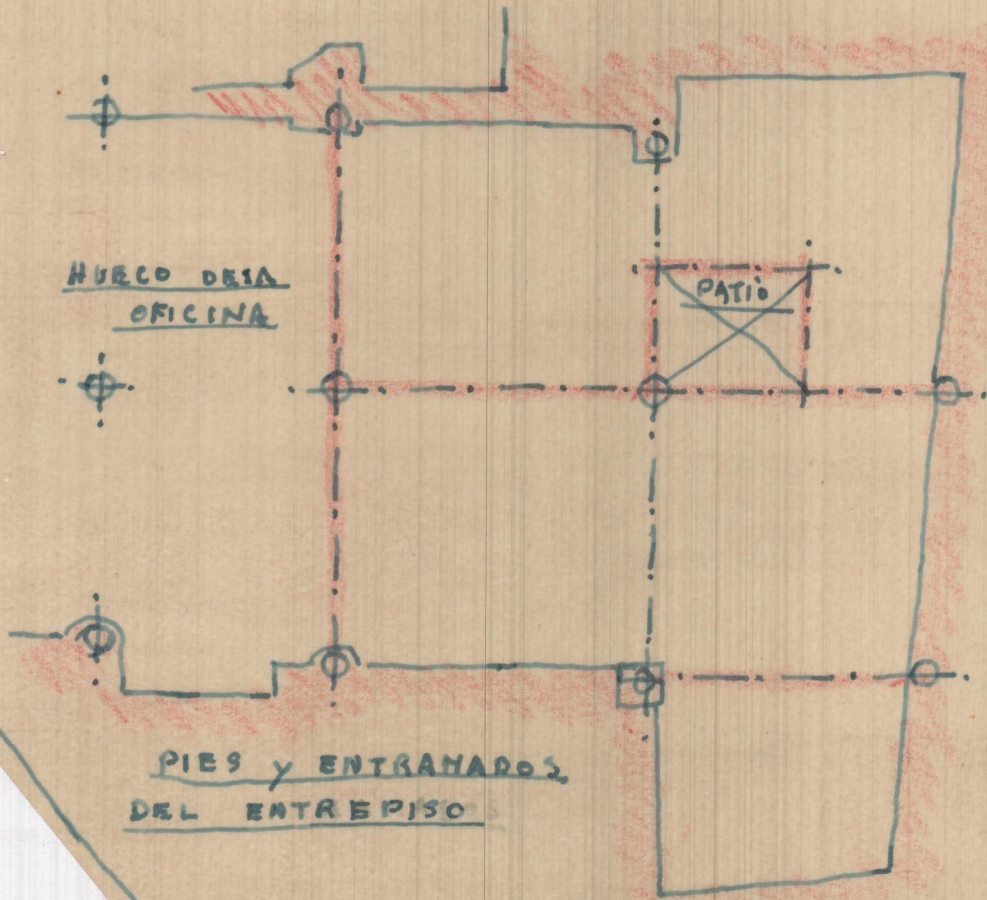 HUECO DE LA
OFICINA
PATIO
PIES y ENTRAMADOS
DEL ENTREPISO